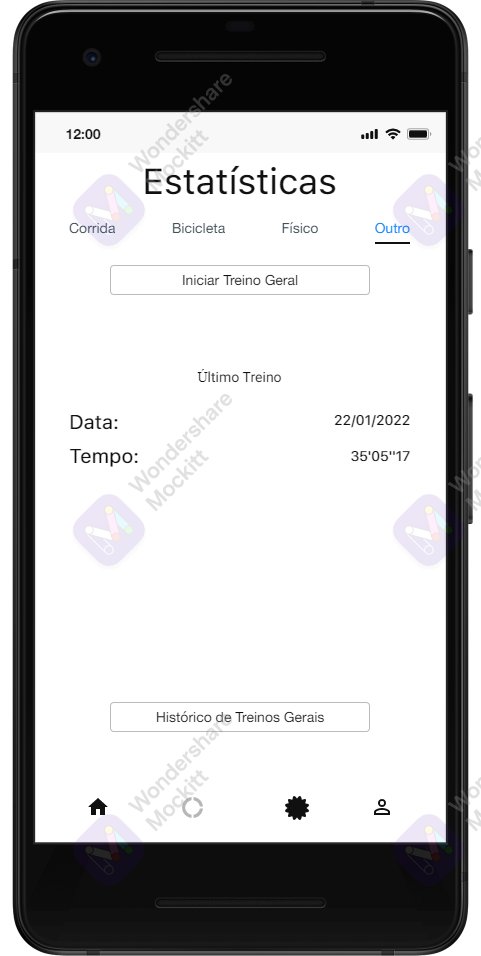 12:00
Estatísticas
Corrida Bicicleta Físico Outro
Iniciar Treino Geral
Último Treino
Data: 22/01/2022
Tempo: 35'05''17
Histórico de Treinos Gerais
Wondershare
Mockitt
Wondershare
Mockitt
Wondershare
Mockitt